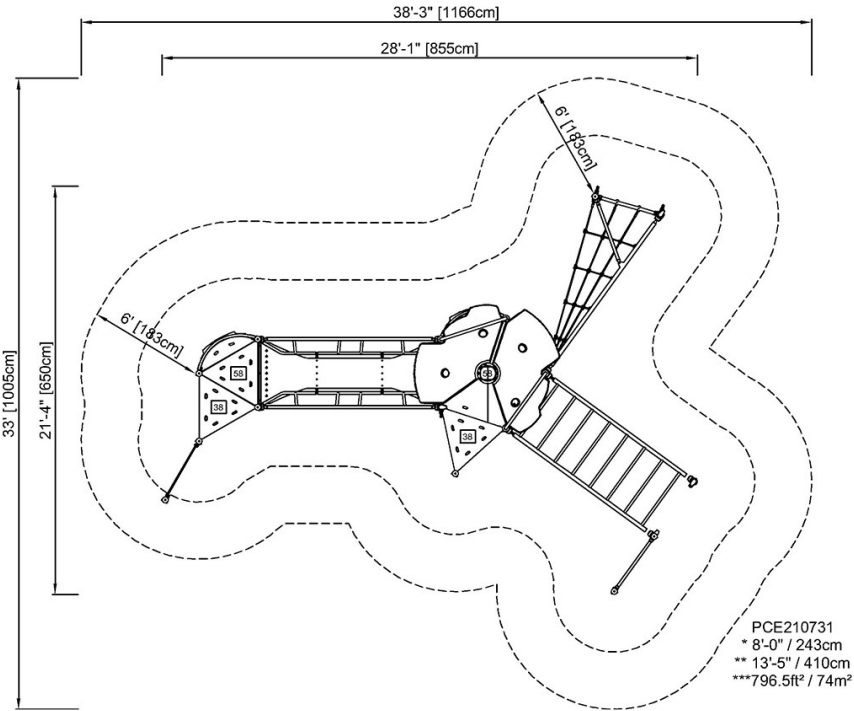 38'-3" [1166cm]
28'-1" [855cm]
6' [183cm]
33' [1005cm]
21'-4" [650cm]
6' [183cm]
58
38
58
38
PCE210731
* 8'-0" / 243cm
** 13'-5" / 410cm
***796.5ft² / 74m²